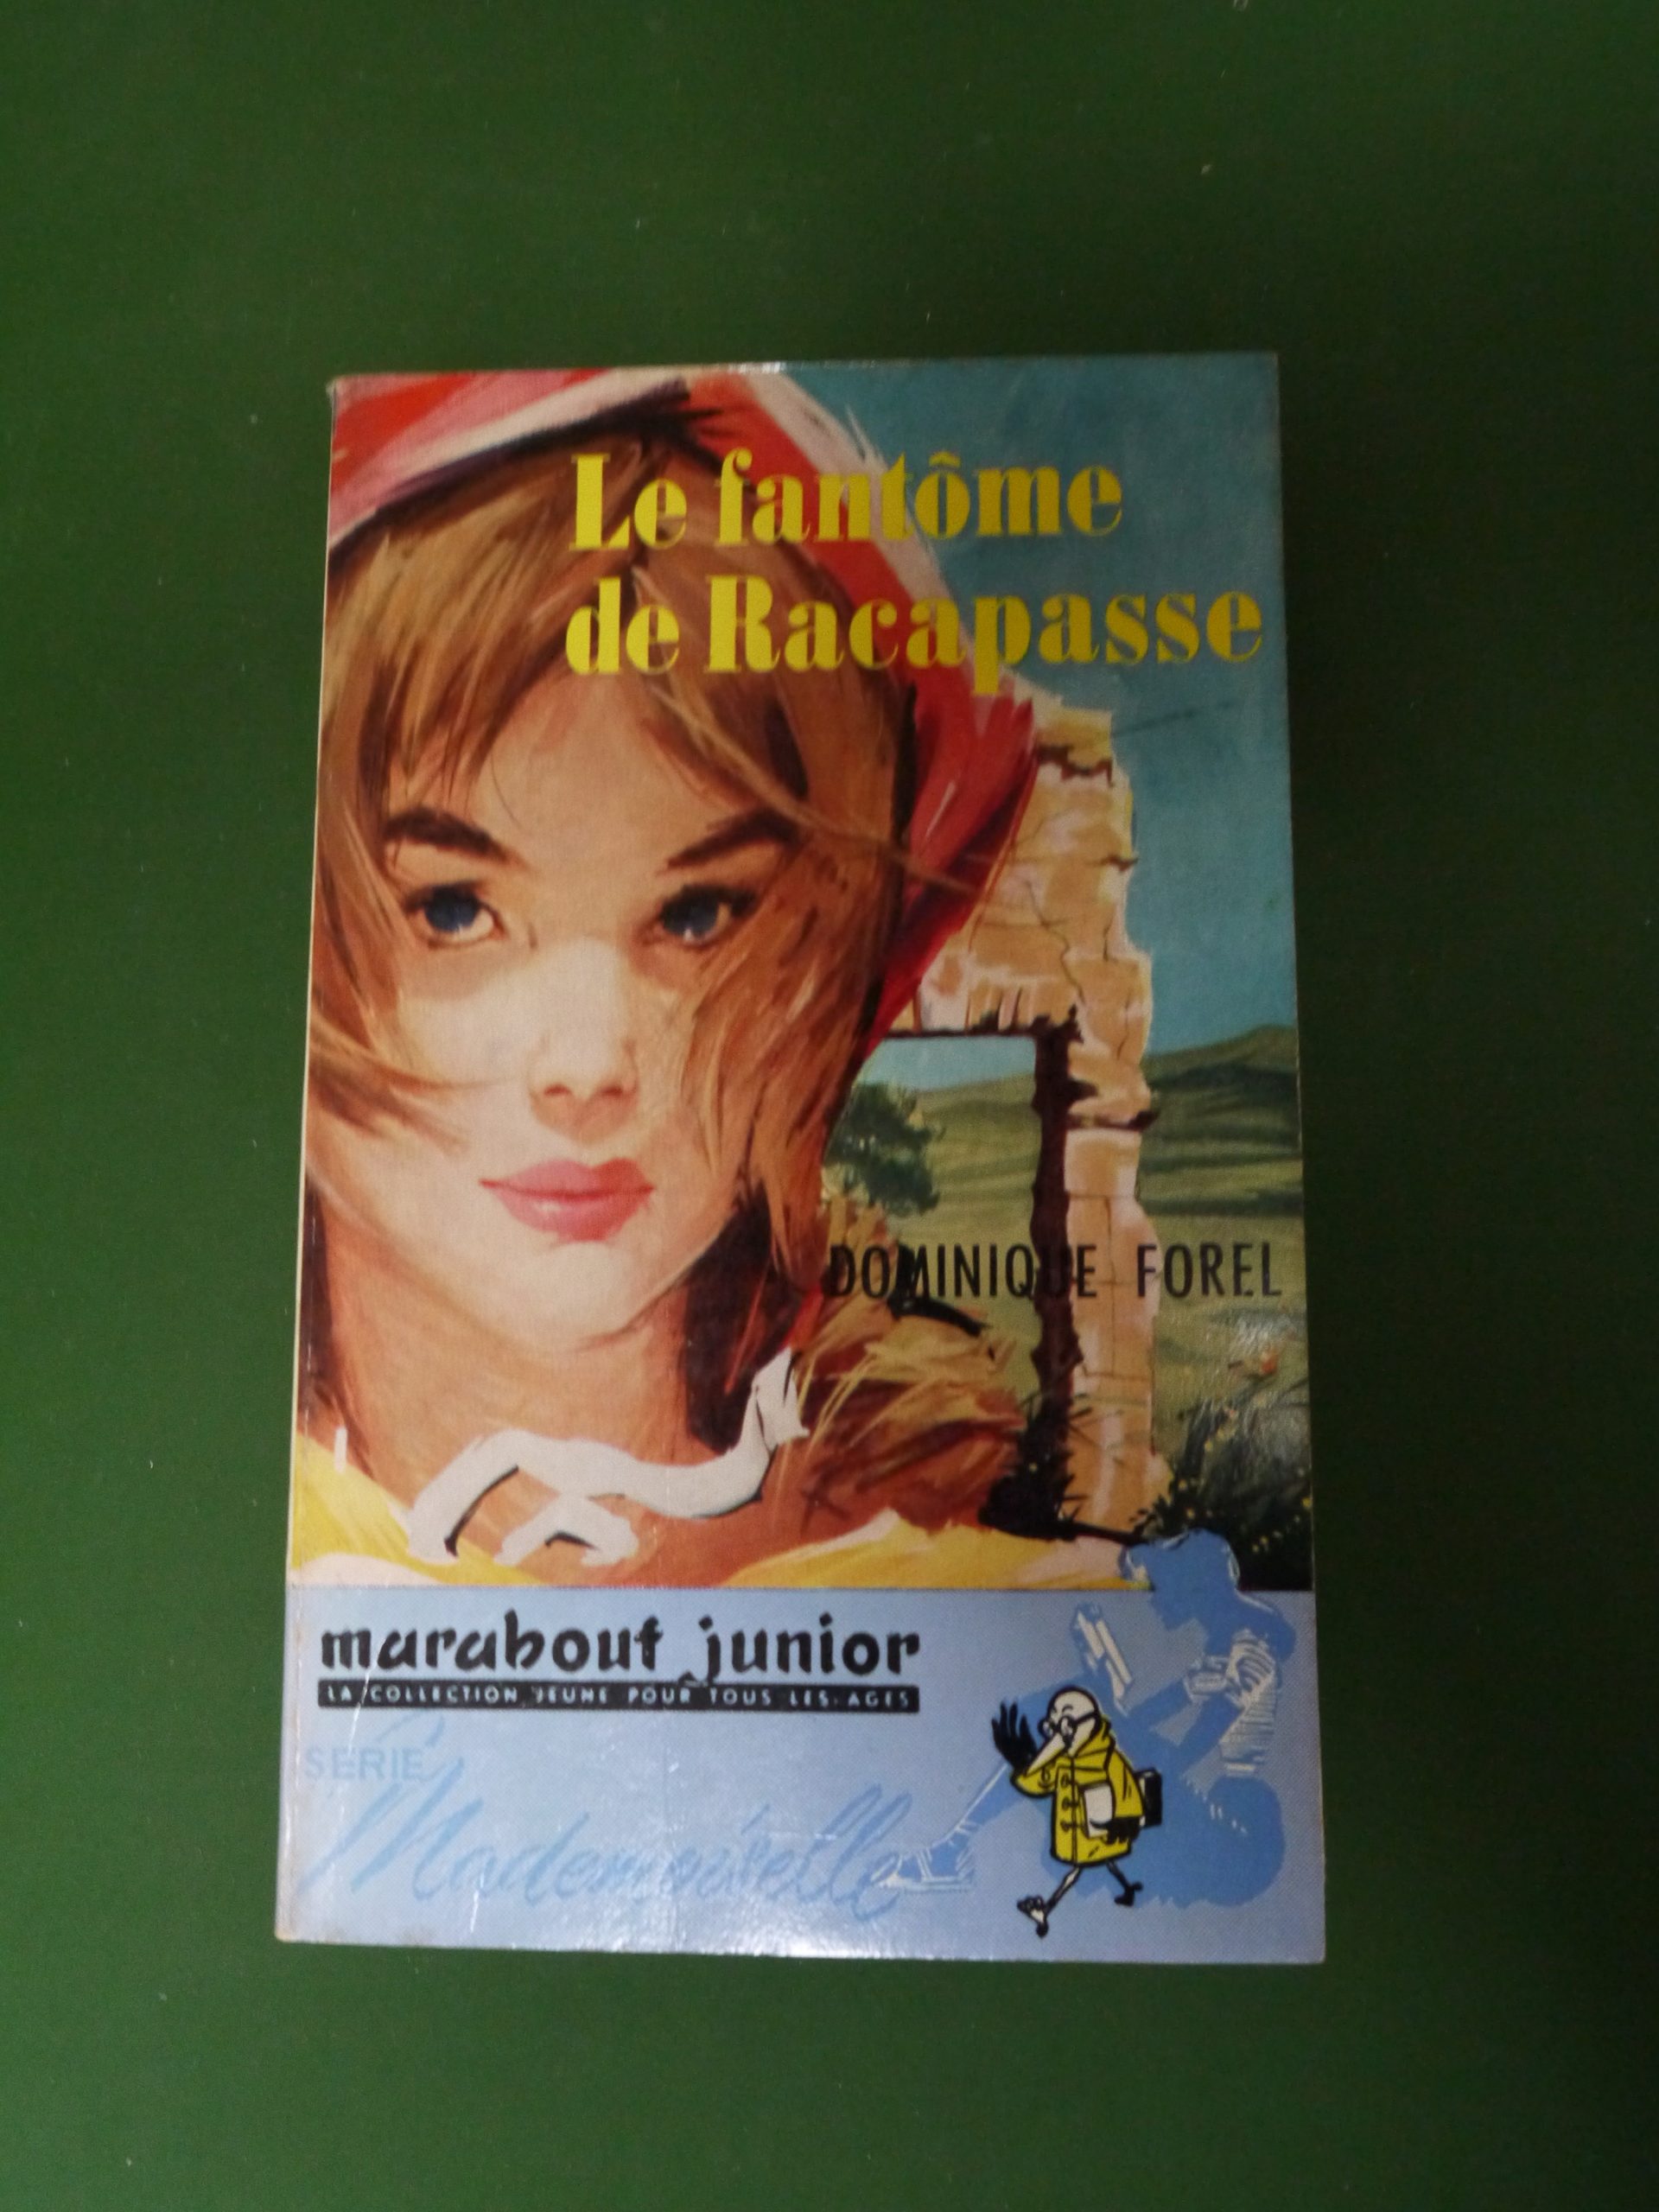 Le fantôme
de Racapasse
DOMINIQUE FOREL
marabout junior
LA COLLECTION JEUNE POUR TOUS LES AGES
SERIE
Mademoiselle